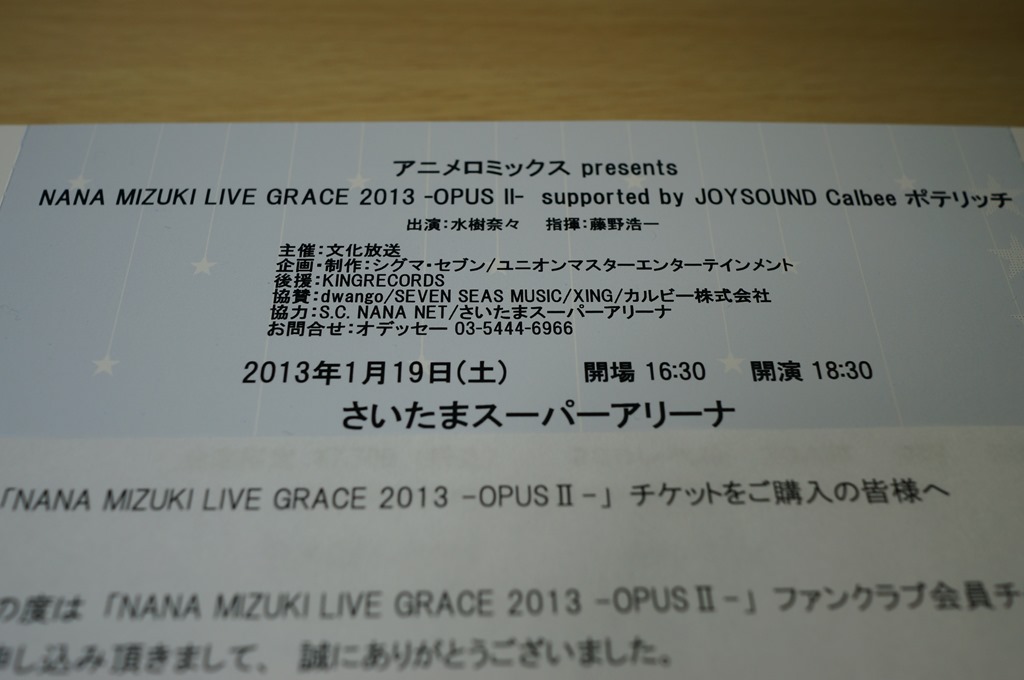 アニメロミックス presents
NANA MIZUKI LIVE GRACE 2013 -OPUS II- supported by JOYSOUND Calbee ポテリッチ
出演:水樹奈々 指揮:藤野浩一
主催:文化放送
企画・制作:シグマ・セブン/ユニオンマスターエンターテインメント
後援:KINGRECORDS
協賛:dwango/SEVEN SEAS MUSIC/XING/カルビー株式会社
協力:S.C. NANA NET/さいたまスーパーアリーナ
お問合せ:オデッセー 03-5444-6966
2013年1月19日(土) 開場 16:30 開演 18:30
さいたまスーパーアリーナ
「NANA MIZUKI LIVE GRACE 2013 -OPUSⅡ-」 チケットをご購入の皆様へ
の度は 「NANA MIZUKI LIVE GRACE 2013 -OPUSⅡ-」 ファンクラブ会員チ
し込み頂きまして、 誠にありがとうございました。